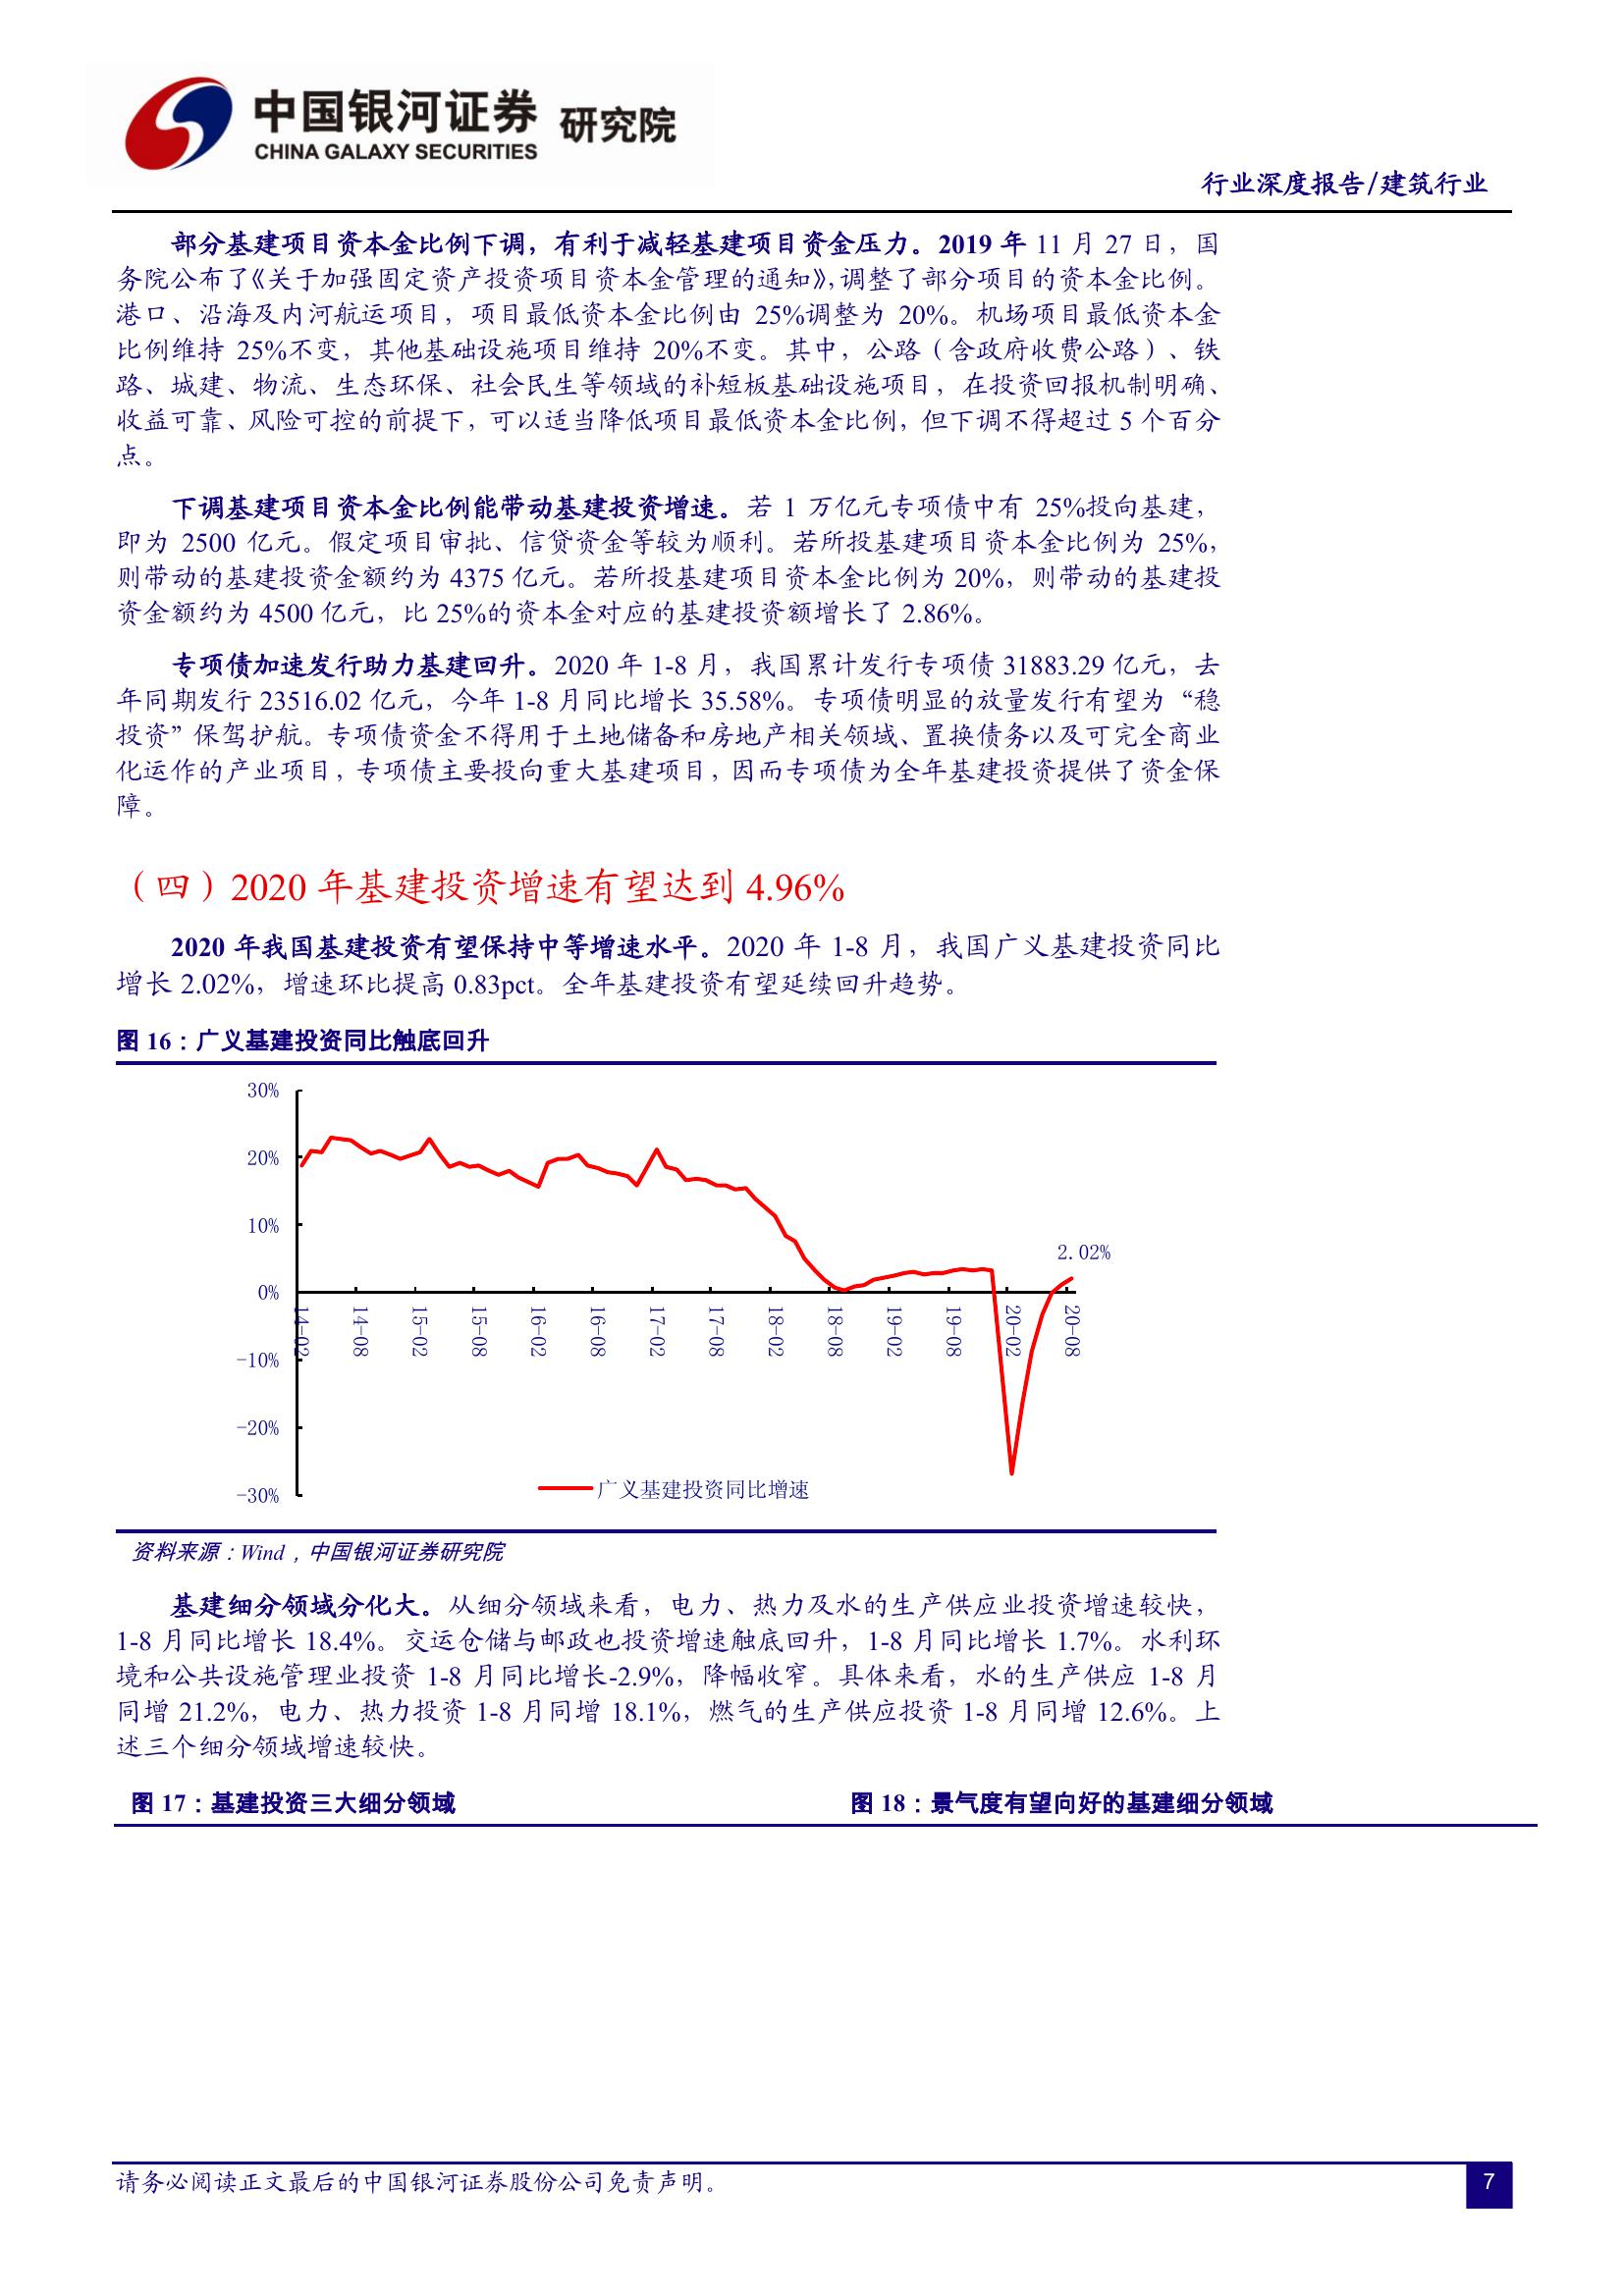 中国银河证券 研究院
CHINA GALAXY SECURITIES
行业深度报告/建筑行业
部分基建项目资本金比例下调，有利于减轻基建项目资金压力。2019 年 11 月 27 日，国
务院公布了《关于加强固定资产投资项目资本金管理的通知》，调整了部分项目的资本金比例。
港口、沿海及内河航运项目，项目最低资本金比例由 25%调整为 20%。机场项目最低资本金
比例维持 25%不变，其他基础设施项目维持 20%不变。其中，公路（含政府收费公路）、铁
路、城建、物流、生态环保、社会民生等领域的补短板基础设施项目，在投资回报机制明确、
收益可靠、风险可控的前提下，可以适当降低项目最低资本金比例，但下调不得超过 5 个百分
点。
下调基建项目资本金比例能带动基建投资增速。若 1 万亿元专项债中有 25%投向基建，
即为 2500 亿元。假定项目审批、信贷资金等较为顺利。若所投基建项目资本金比例为 25%，
则带动的基建投资金额约为 4375 亿元。若所投基建项目资本金比例为 20%，则带动的基建投
资金额约为 4500 亿元，比 25%的资本金对应的基建投资额增长了 2.86%。
专项债加速发行助力基建回升。2020 年 1-8 月，我国累计发行专项债 31883.29 亿元，去
年同期发行 23516.02 亿元，今年 1-8 月同比增长 35.58%。专项债明显的放量发行有望为“稳
投资”保驾护航。专项债资金不得用于土地储备和房地产相关领域、置换债务以及可完全商业
化运作的产业项目，专项债主要投向重大基建项目，因而专项债为全年基建投资提供了资金保
障。
（四）2020 年基建投资增速有望达到 4.96%
2020 年我国基建投资有望保持中等增速水平。2020 年 1-8 月，我国广义基建投资同比
增长 2.02%，增速环比提高 0.83pct。全年基建投资有望延续回升趋势。
图 16：广义基建投资同比触底回升
30%
20%
10%
0%
-10%
-20%
-30%
14-02
14-08
15-02
15-08
16-02
16-08
17-02
17-08
18-02
18-08
19-02
19-08
20-02
20-08
2.02%
广义基建投资同比增速
资料来源：Wind，中国银河证券研究院
基建细分领域分化大。从细分领域来看，电力、热力及水的生产供应业投资增速较快，
1-8 月同比增长 18.4%。交运仓储与邮政也投资增速触底回升，1-8 月同比增长 1.7%。水利环
境和公共设施管理业投资 1-8 月同比增长-2.9%，降幅收窄。具体来看，水的生产供应 1-8 月
同增 21.2%，电力、热力投资 1-8 月同增 18.1%，燃气的生产供应投资 1-8 月同增 12.6%。上
述三个细分领域增速较快。
图 17：基建投资三大细分领域
图 18：景气度有望向好的基建细分领域
请务必阅读正文最后的中国银河证券股份公司免责声明。
7